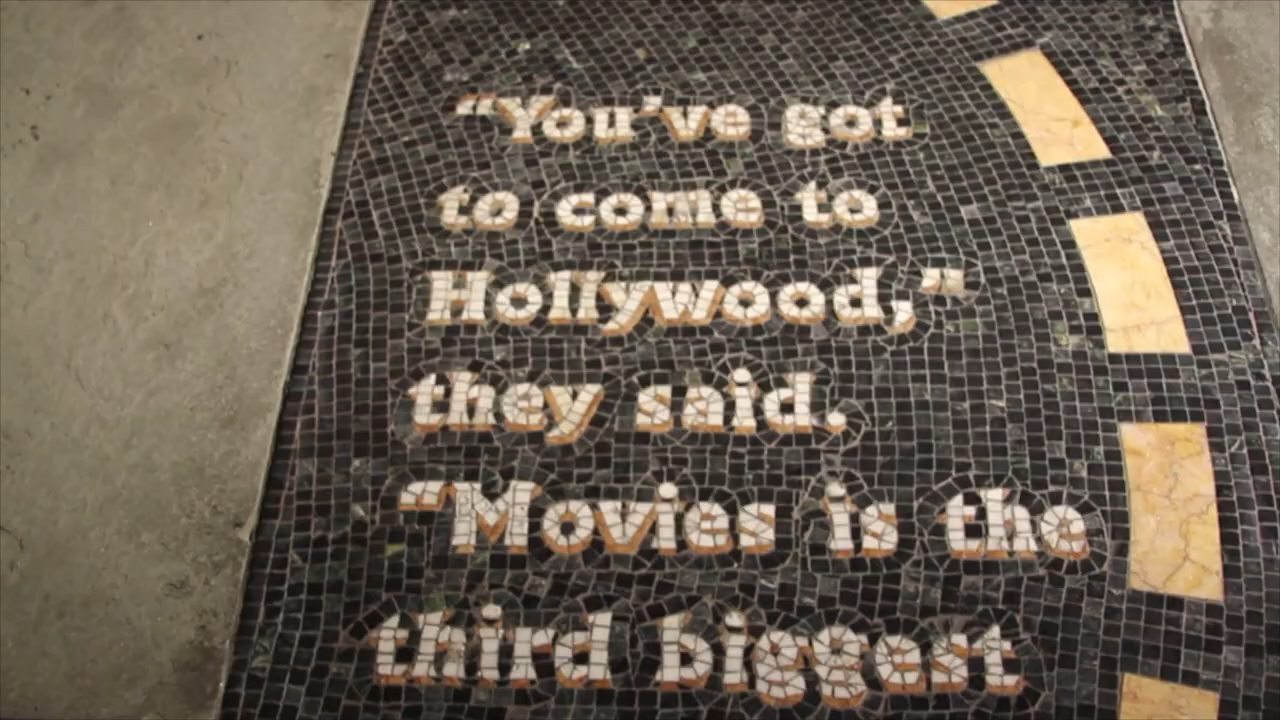 “You've got
to come to
Hollywood,"
they said.
“Movies is the
third biggest